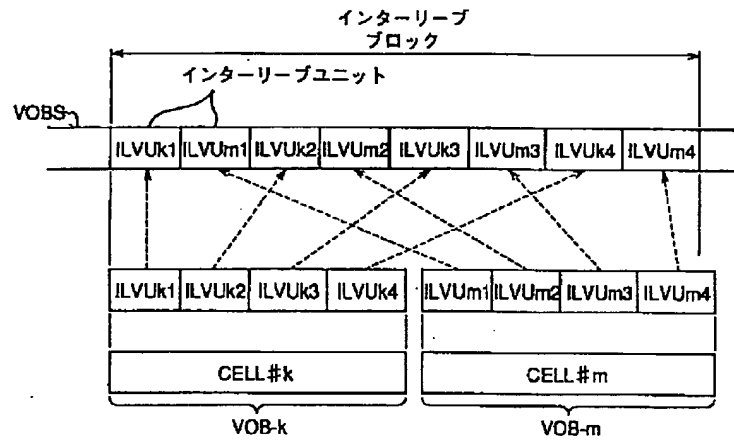 インターリーブ
ブロック
インターリーブユニット
VOBS
ILVUk1 ILVUm1 ILVUk2 ILVUm2 ILVUk3 ILVUm3 ILVUk4 ILVUm4
ILVUk1 ILVUk2 ILVUk3 ILVUk4 ILVUm1 ILVUm2 ILVUm3 ILVUm4
CELL#k CELL#m
VOB-k VOB-m